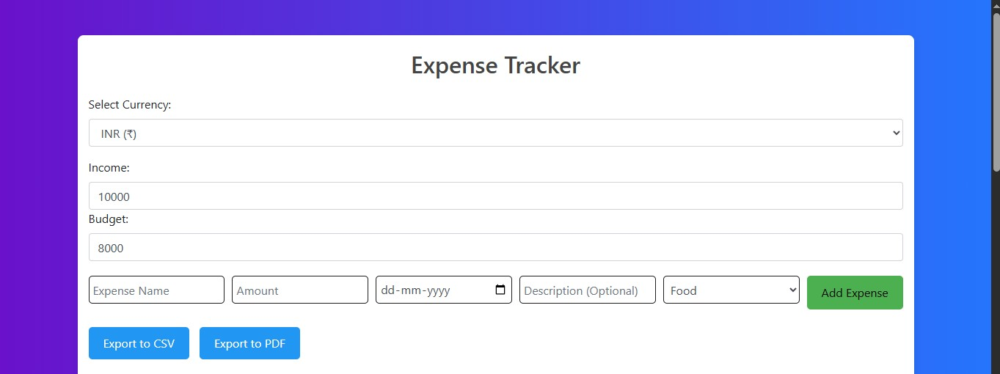 Expense Tracker
Select Currency:
INR (₹)
Income:
10000
Budget:
8000
Expense Name Amount dd-mm-yyyy Description (Optional) Food Add Expense
Export to CSV Export to PDF